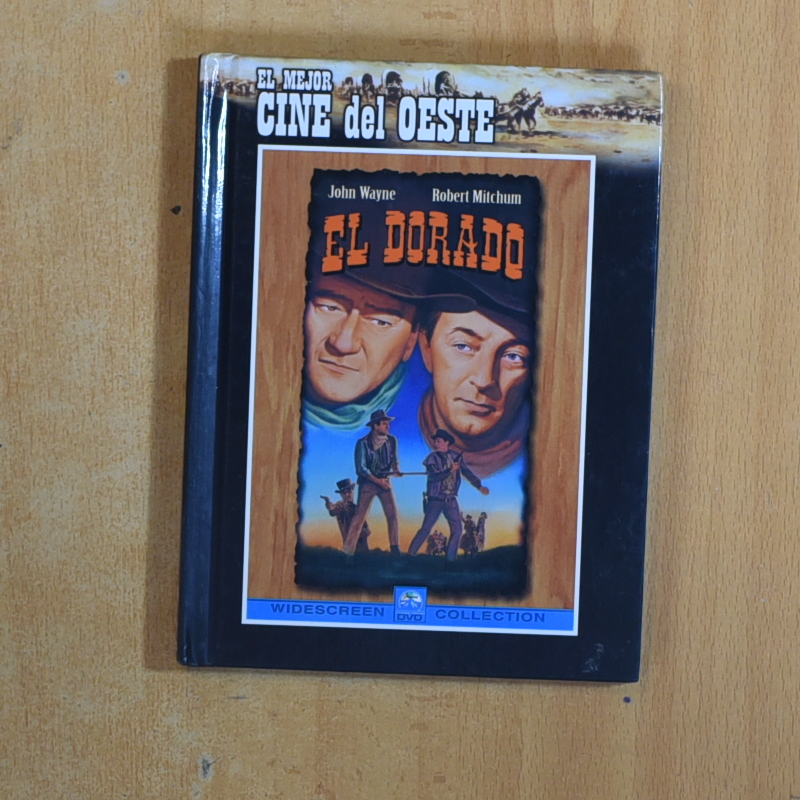 EL MEJOR
CINE del OESTE
John Wayne Robert Mitchum
EL DORADO
WIDESCREEN DVD COLLECTION